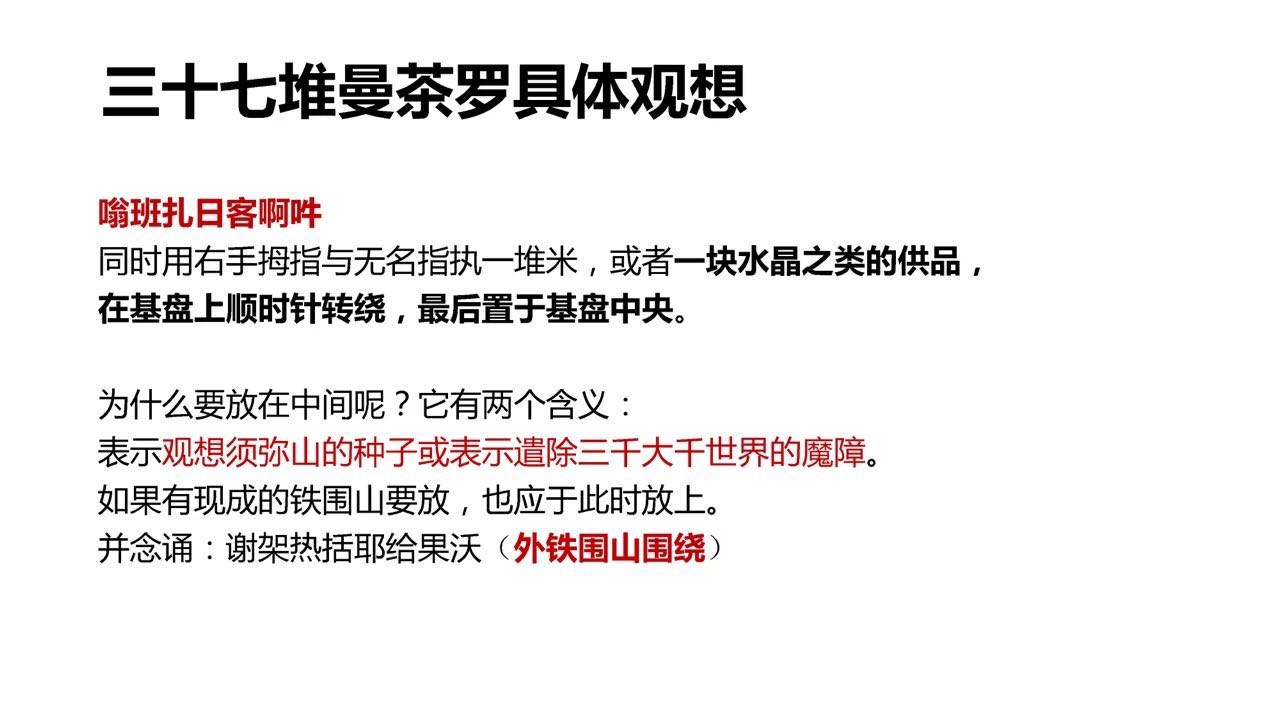 三十七堆曼茶罗具体观想
嗡班扎日客啊吽
同时用右手拇指与无名指执一堆米，或者一块水晶之类的供品，
在基盘上顺时针转绕，最后置于基盘中央。
为什么要放在中间呢？它有两个含义：
表示观想须弥山的种子或表示遣除三千大千世界的魔障。
如果有现成的铁围山要放，也应于此时放上。
并念诵：谢架热括耶给果沃（外铁围山围绕）